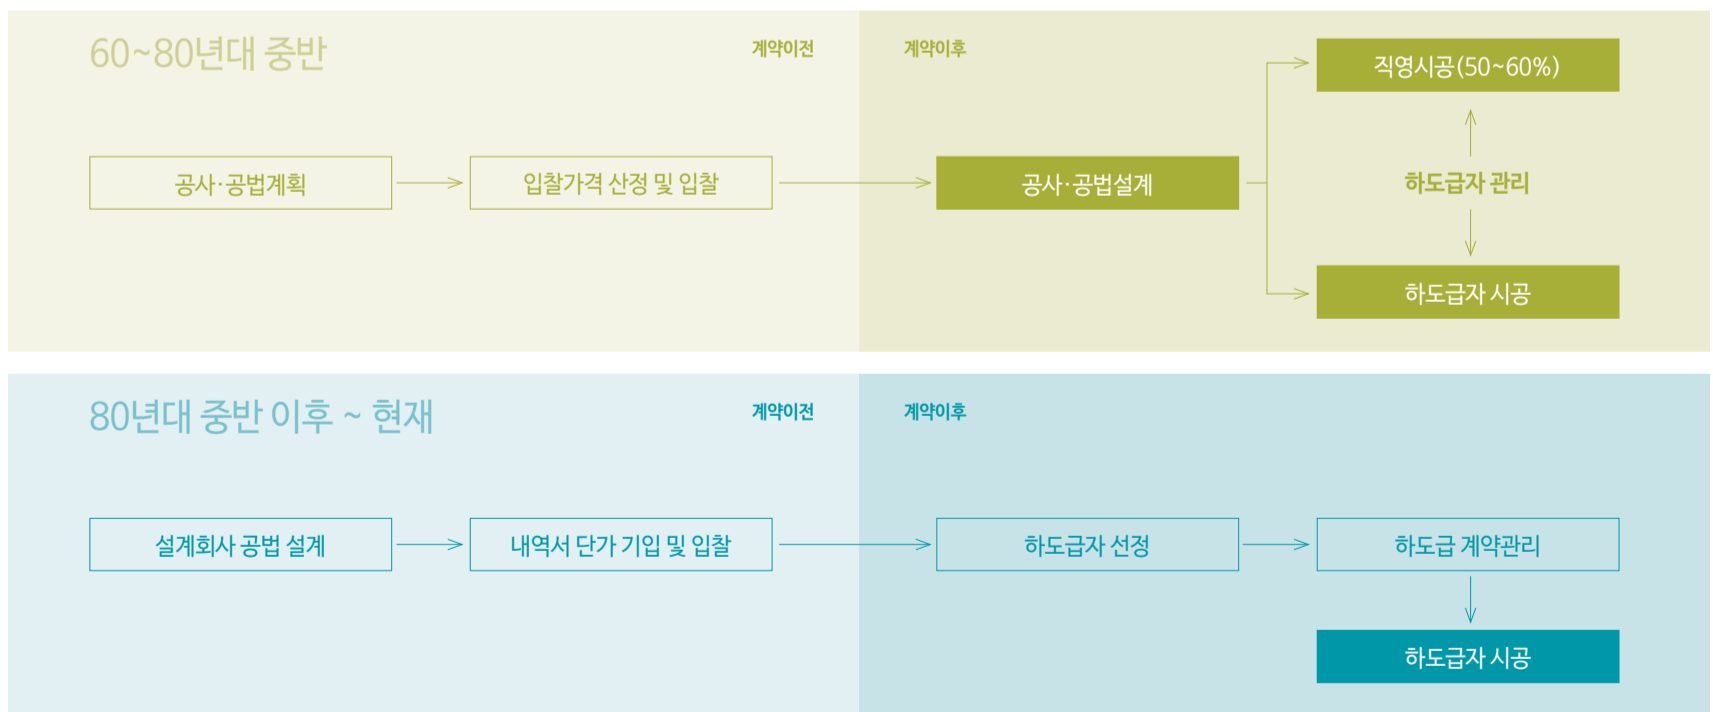 60~80년대 중반
계약이전
계약이후
직영시공(50~60%)
공사·공법계획
입찰가격 산정 및 입찰
공사·공법설계
하도급자 관리
하도급자 시공
80년대 중반 이후 ~ 현재
계약이전
계약이후
설계회사 공법 설계
내역서 단가 기입 및 입찰
하도급자 선정
하도급 계약관리
하도급자 시공